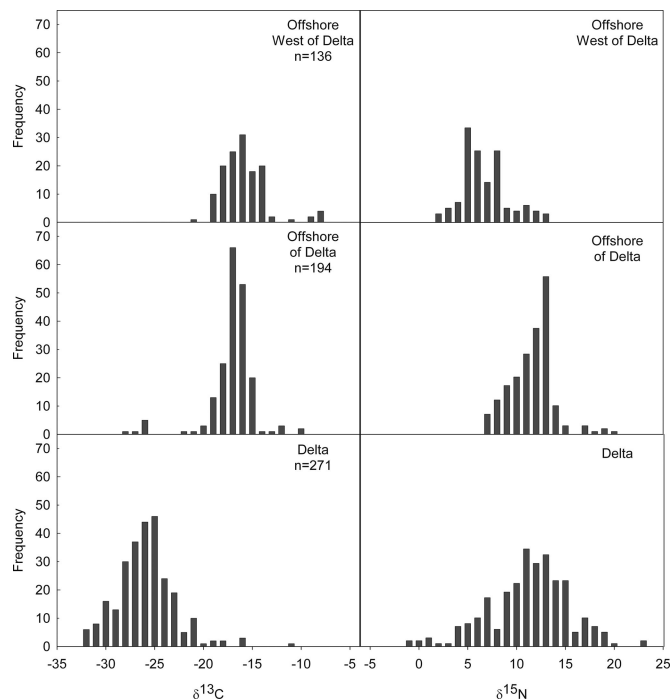 70
60
50
40
30
20
10
0
Frequency
Offshore
West of Delta
n=136
Offshore
West of Delta
70
60
50
40
30
20
10
0
Frequency
Offshore
of Delta
n=194
Offshore
of Delta
70
60
50
40
30
20
10
0
Frequency
Delta
n=271
Delta
-35 -30 -25 -20 -15 -10 -5 -5 0 5 10 15 20 25
δ13C δ15N